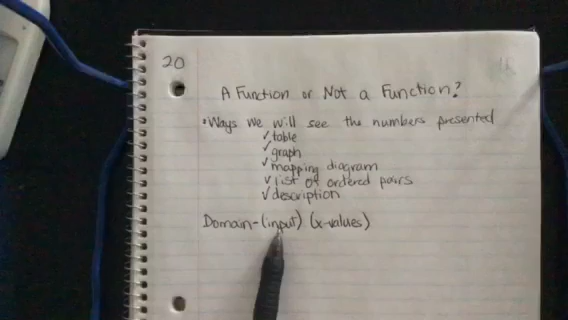 20
A Function or Not a Function?
•Ways we will see the numbers presented
✓table
✓graph
✓mapping diagram
✓list of ordered pairs
✓description
Domain-(input) (x-values)